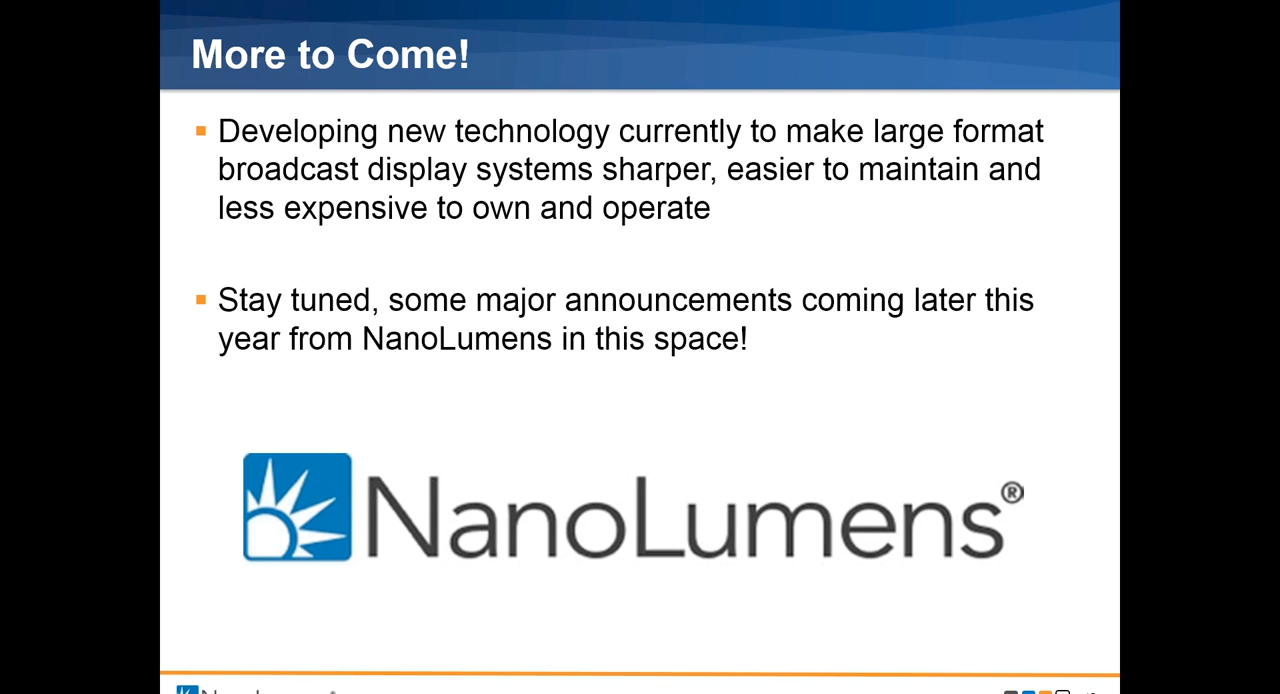 More to Come!
Developing new technology currently to make large format
broadcast display systems sharper, easier to maintain and
less expensive to own and operate
Stay tuned, some major announcements coming later this
year from NanoLumens in this space!
NanoLumens®